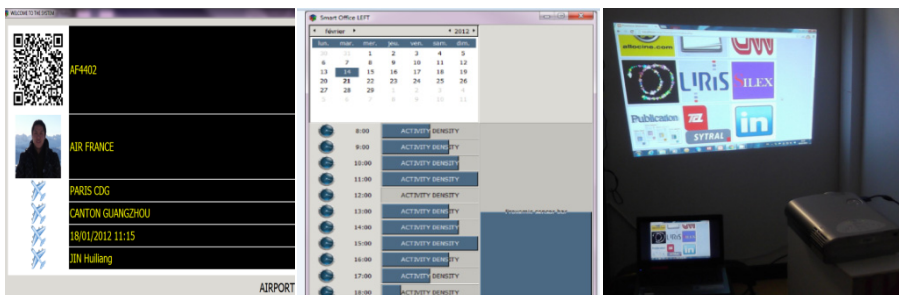 WELCOME TO THE SYSTEM
AF4402
AIR FRANCE
PARIS CDG
CANTON GUANGZHOU
18/01/2012 11:15
JIN Huiliang
AIRPORT
Smart Office LEFT
février 2012
lun. mar. mer. jeu. ven. sam. dim.
30 31 1 2 3 4 5
6 7 8 9 10 11 12
13 14 15 16 17 18 19
20 21 22 23 24 25 26
27 28 29 1 2 3 4
5 6 7 8 9 10 11
8:00 ACTIVITY DENSITY
9:00 ACTIVITY DENSITY
10:00 ACTIVITY DENSITY
11:00 ACTIVITY DENSITY
12:00 ACTIVITY DENSITY
13:00 ACTIVITY DENSITY
14:00 ACTIVITY DENSITY
15:00 ACTIVITY DENSITY
16:00 ACTIVITY DENSITY
17:00 ACTIVITY DENSITY
18:00 ACTIVITY DENSITY
allocine.com
CNN
LIRIS
SILEX
Publication
TCL
in
SYTRAL